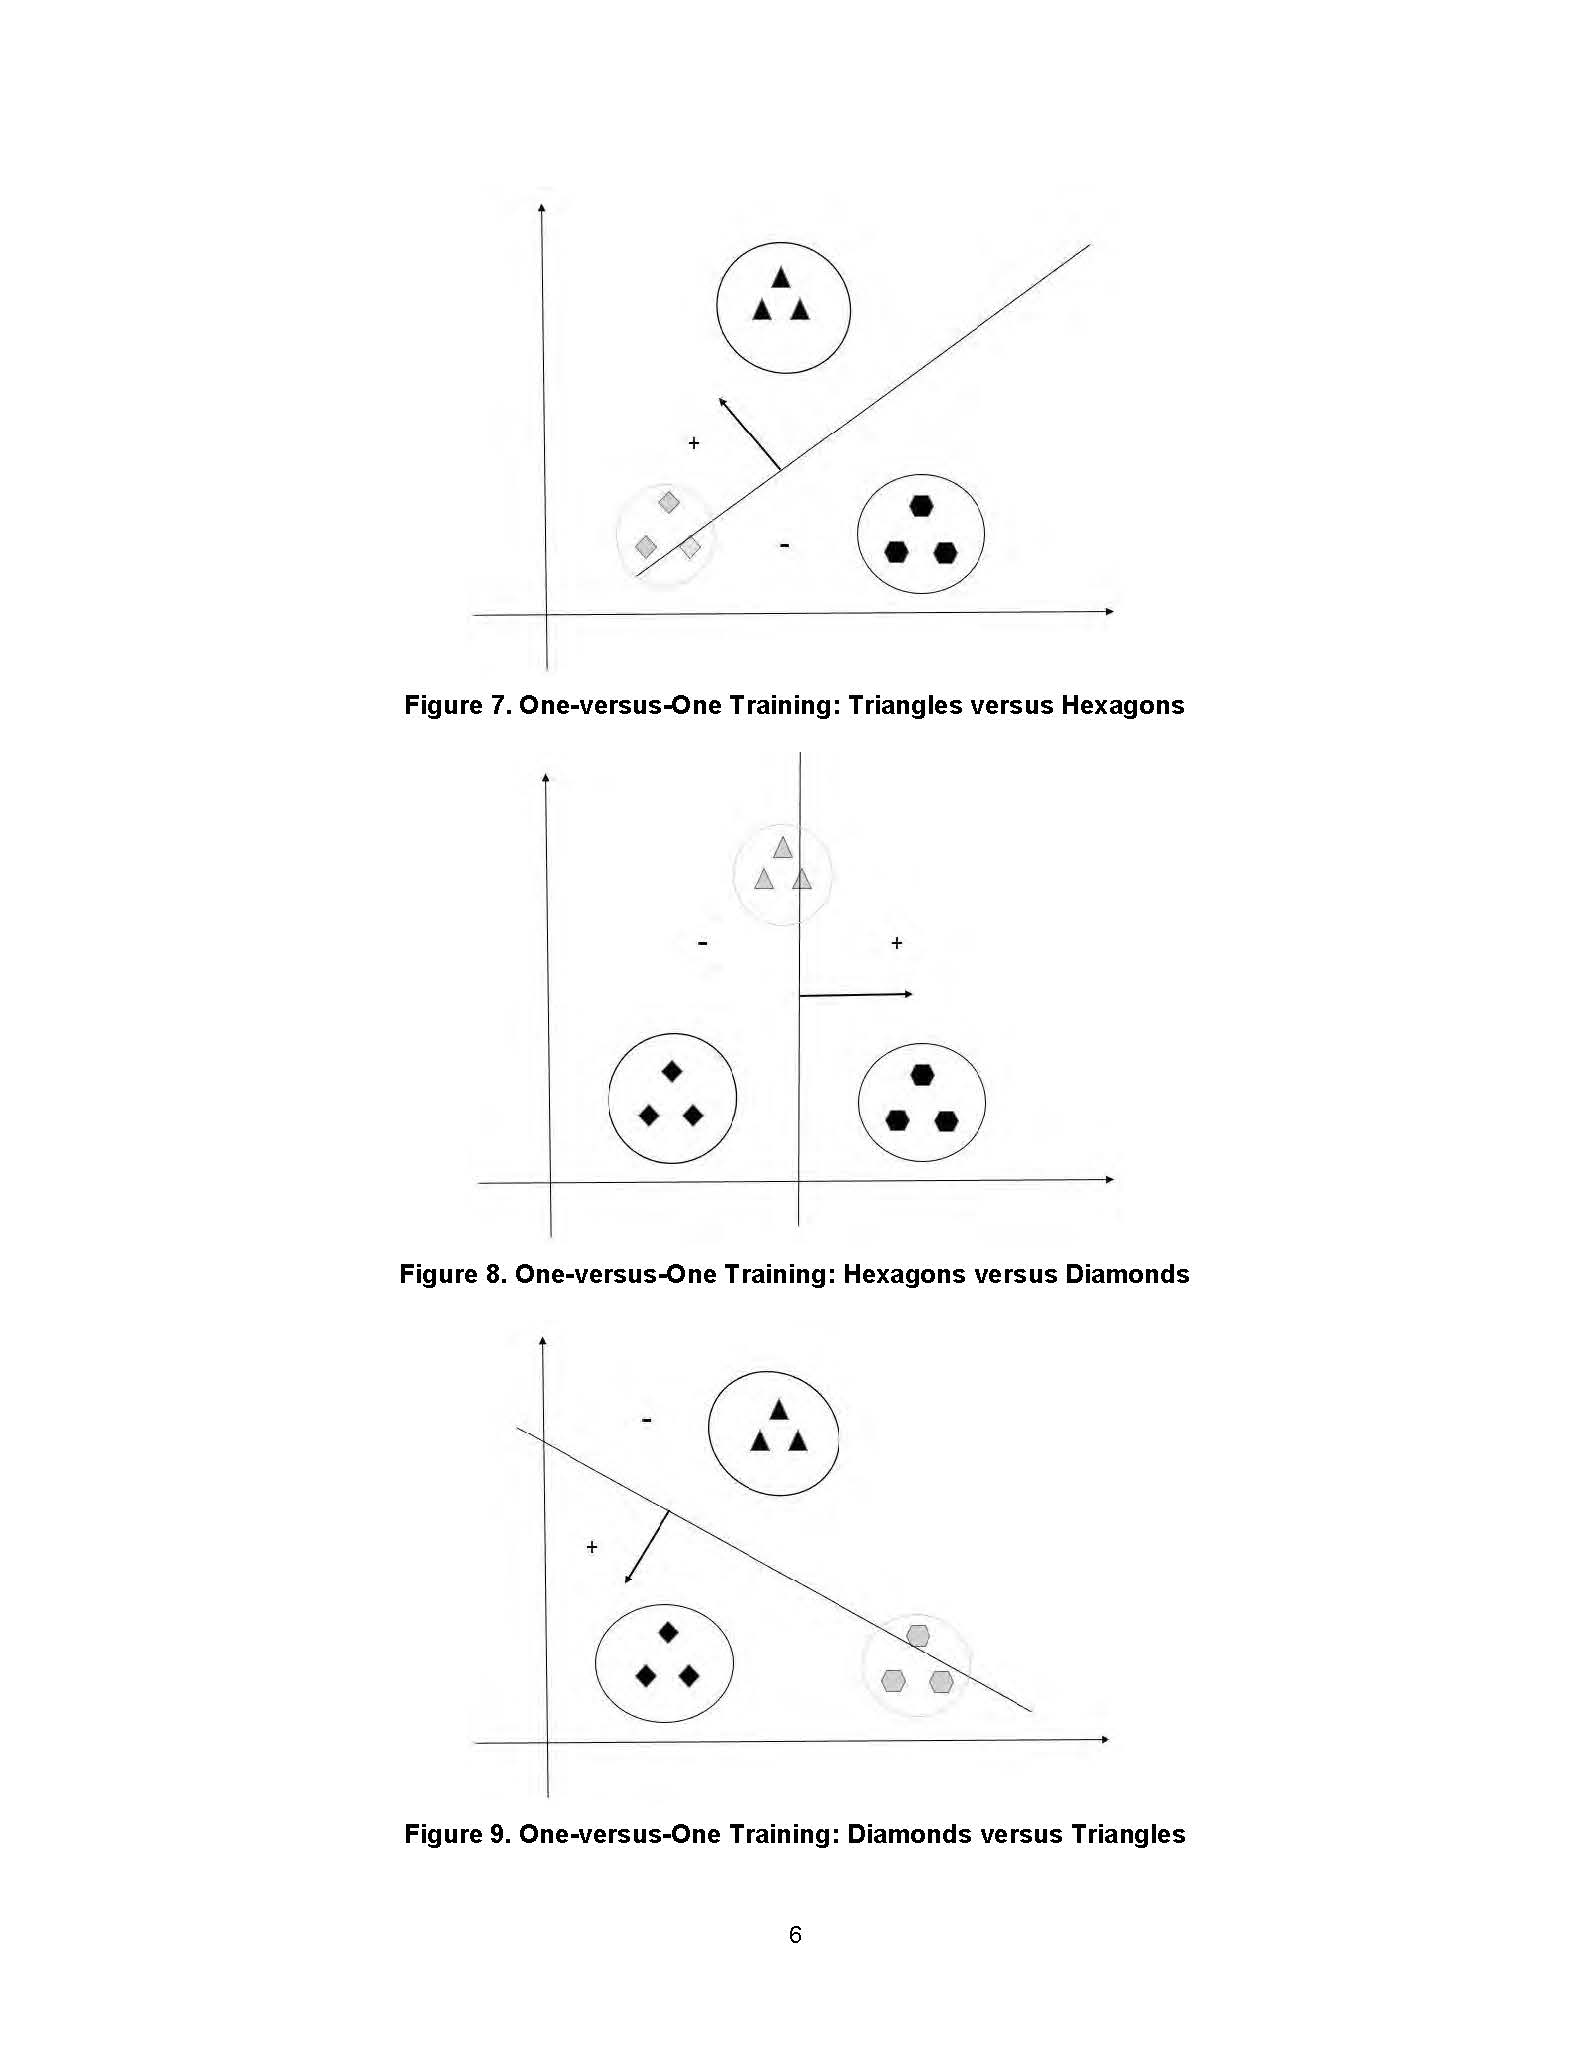 +
-
Figure 7. One-versus-One Training: Triangles versus Hexagons
- +
Figure 8. One-versus-One Training: Hexagons versus Diamonds
-
+
Figure 9. One-versus-One Training: Diamonds versus Triangles
6